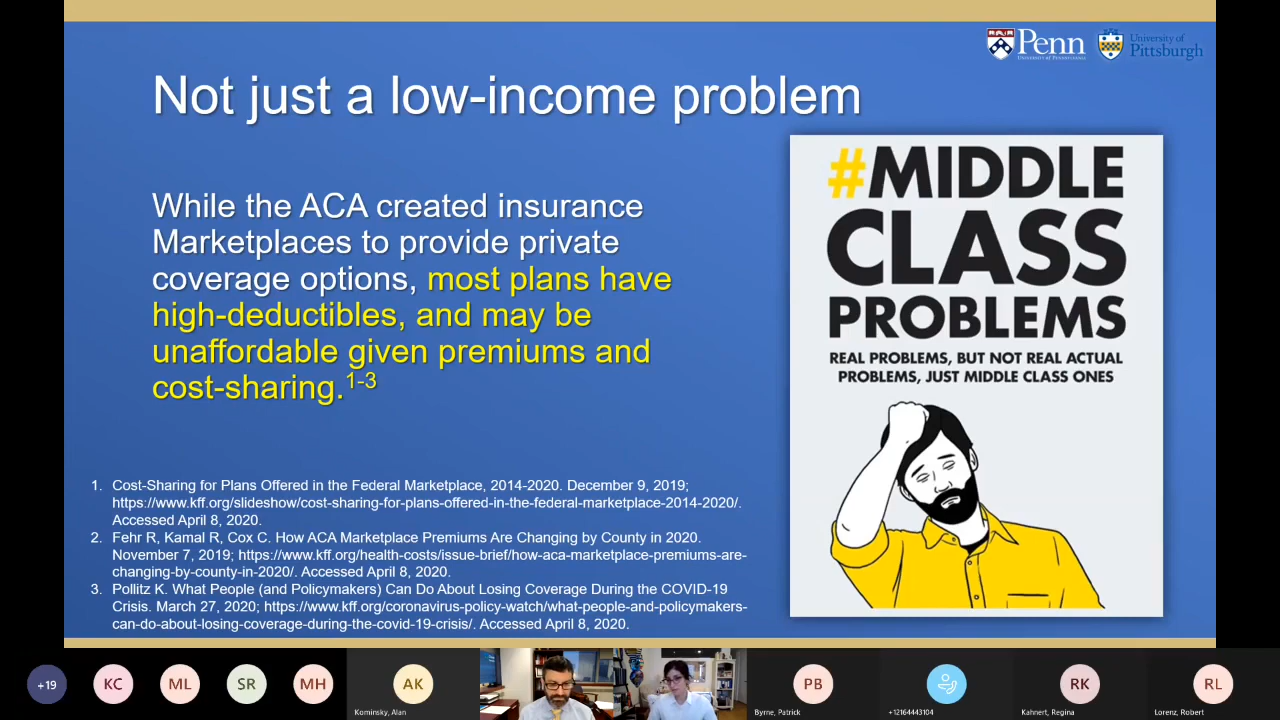 Penn
UNIVERSITY OF PENNSYLVANIA
University of
Pittsburgh
Not just a low-income problem
While the ACA created insurance
Marketplaces to provide private
coverage options, most plans have
high-deductibles, and may be
unaffordable given premiums and
cost-sharing.1-3
#MIDDLE
CLASS
PROBLEMS
REAL PROBLEMS, BUT NOT REAL ACTUAL
PROBLEMS, JUST MIDDLE CLASS ONES
1. Cost-Sharing for Plans Offered in the Federal Marketplace, 2014-2020. December 9, 2019;
https://www.kff.org/slideshow/cost-sharing-for-plans-offered-in-the-federal-marketplace-2014-2020/.
Accessed April 8, 2020.
2. Fehr R, Kamal R, Cox C. How ACA Marketplace Premiums Are Changing by County in 2020.
November 7, 2019; https://www.kff.org/health-costs/issue-brief/how-aca-marketplace-premiums-are-
changing-by-county-in-2020/. Accessed April 8, 2020.
3. Pollitz K. What People (and Policymakers) Can Do About Losing Coverage During the COVID-19
Crisis. March 27, 2020; https://www.kff.org/coronavirus-policy-watch/what-people-and-policymakers-
can-do-about-losing-coverage-during-the-covid-19-crisis/. Accessed April 8, 2020.
+19
KC
ML
SR
MH
AK
Kominsky, Alan
PB
Byrne, Patrick
+12164443104
RK
Kahnert, Regina
RL
Lorenz, Robert